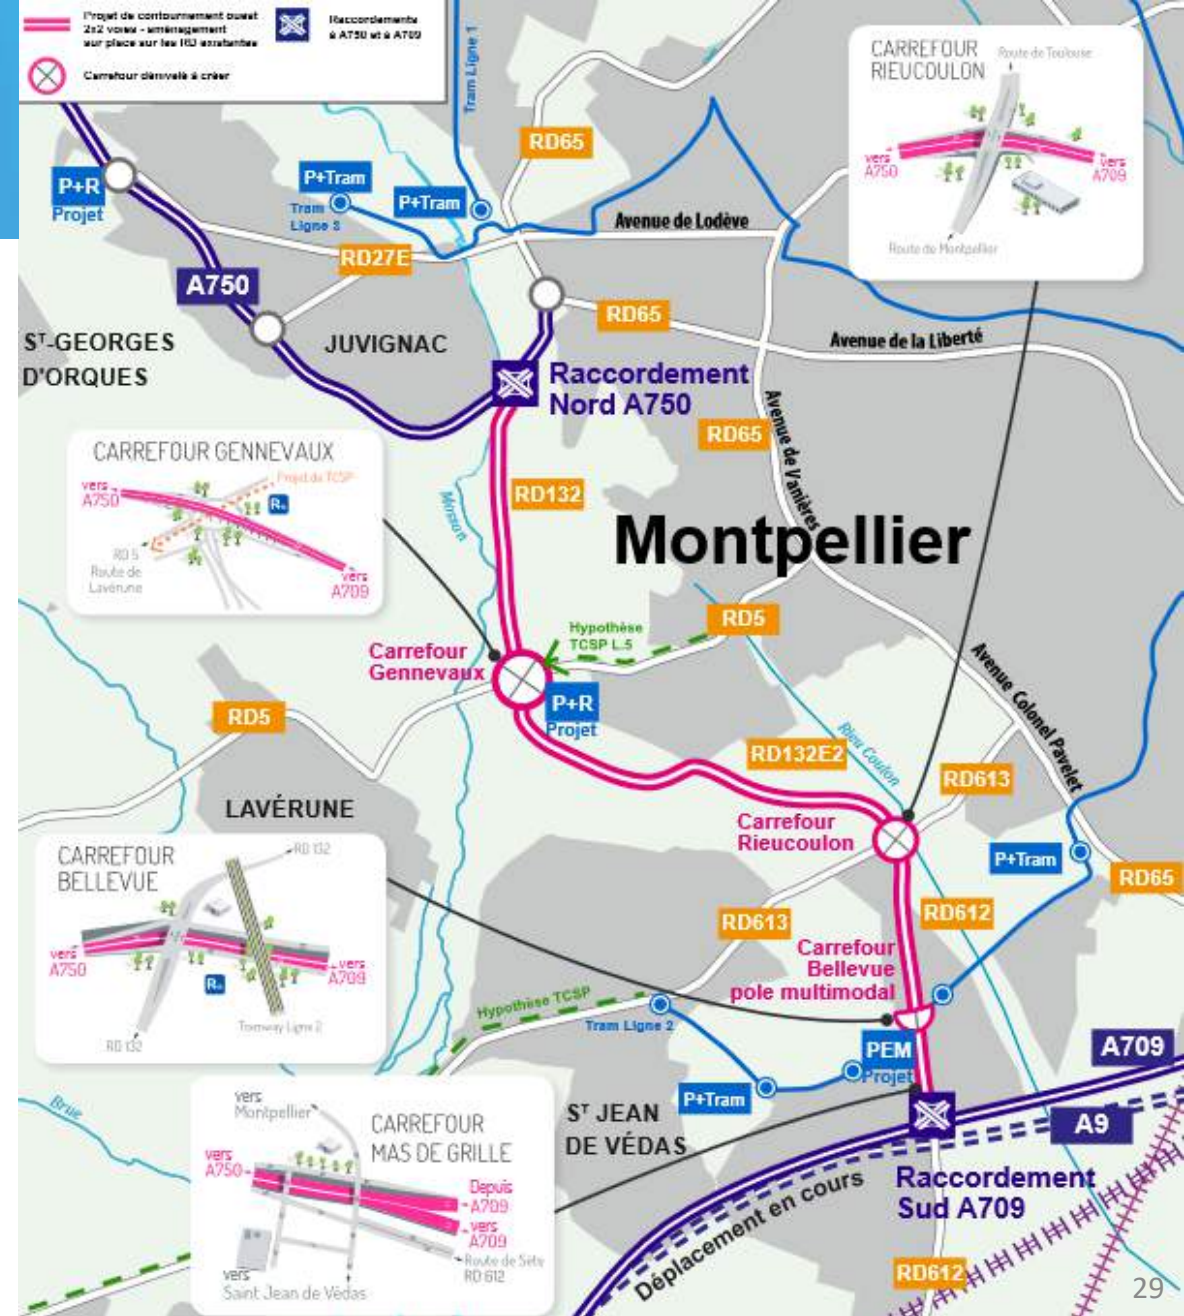 Projet de contournement ouest
2x2 voies - aménagement
sur place sur les RD existantes
Raccordements
à A750 et à A709
Carrefour dénivelé à créer
Tram Ligne 1
CARREFOUR
RIEUCOULON
Route de Toulouse
vers
A750
vers
A709
Route de Montpellier
RD65
P+R
Projet
P+Tram
Tram
Ligne 3
P+Tram
Avenue de Lodève
RD27E
A750
RD65
Avenue de la Liberté
ST-GEORGES
D'ORQUES
JUVIGNAC
Raccordement
Nord A750
RD65
Avenue de Vanières
CARREFOUR GENNEVAUX
vers
A750
Projet de TCSP
RD 5
Route de
Lavérune
vers
A709
Mosson
RD132
Montpellier
Hypothèse
TCSP L.5
RD5
Carrefour
Gennevaux
P+R
Projet
RD5
Avenue Colonel Pavelet
RD132E2
Rieu Coulon
RD613
LAVÉRUNE
Carrefour
Rieucoulon
P+Tram
RD65
CARREFOUR
BELLEVUE
RD 132
vers
A750
vers
A709
Tramway Ligne 2
RD 132
RD613
RD612
Carrefour
Bellevue
pole multimodal
Hypothèse TCSP
Tram Ligne 2
PEM
Projet
A709
P+Tram
A9
Brue
ST JEAN
DE VÉDAS
CARREFOUR
MAS DE GRILLE
vers
Montpellier
vers
A750
Depuis
A709
vers
A709
Route de Sète
RD 612
vers
Saint Jean de Védas
Raccordement
Sud A709
Déplacement en cours
RD612
29